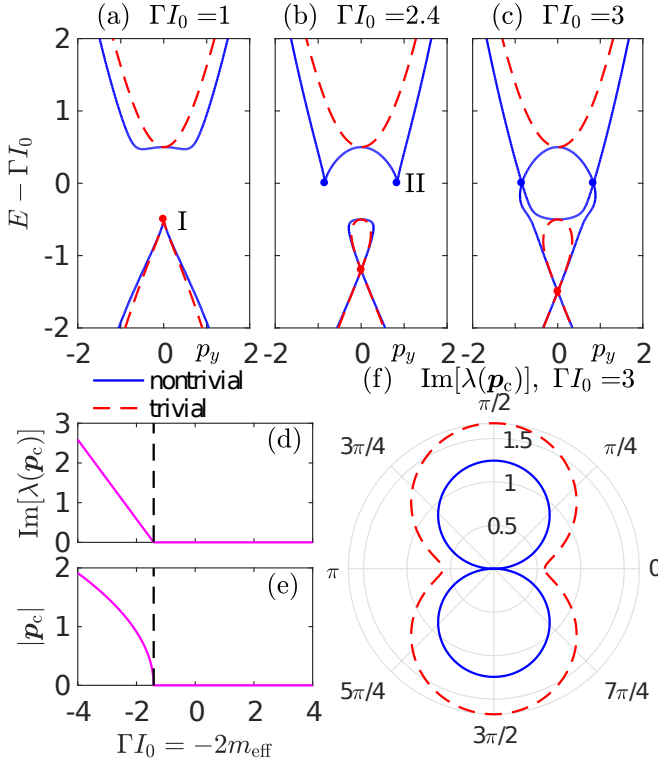 (a) ΓI₀ =1 (b) ΓI₀ =2.4 (c) ΓI₀ =3
E − ΓI₀
2
1
0
-1
-2
I
II
-2 0 p_y 2
-2 0 p_y 2
-2 0 p_y 2
nontrivial
trivial
(d)
Im[λ(p_c)]
3
2
1
0
(e)
|p_c|
2
1
0
-4 -2 0 2 4
ΓI₀ = −2m_eff
(f) Im[λ(p_c)], ΓI₀ =3
π/2
3π/4 π/4
1.5
1
0.5
π 0
5π/4 7π/4
3π/2